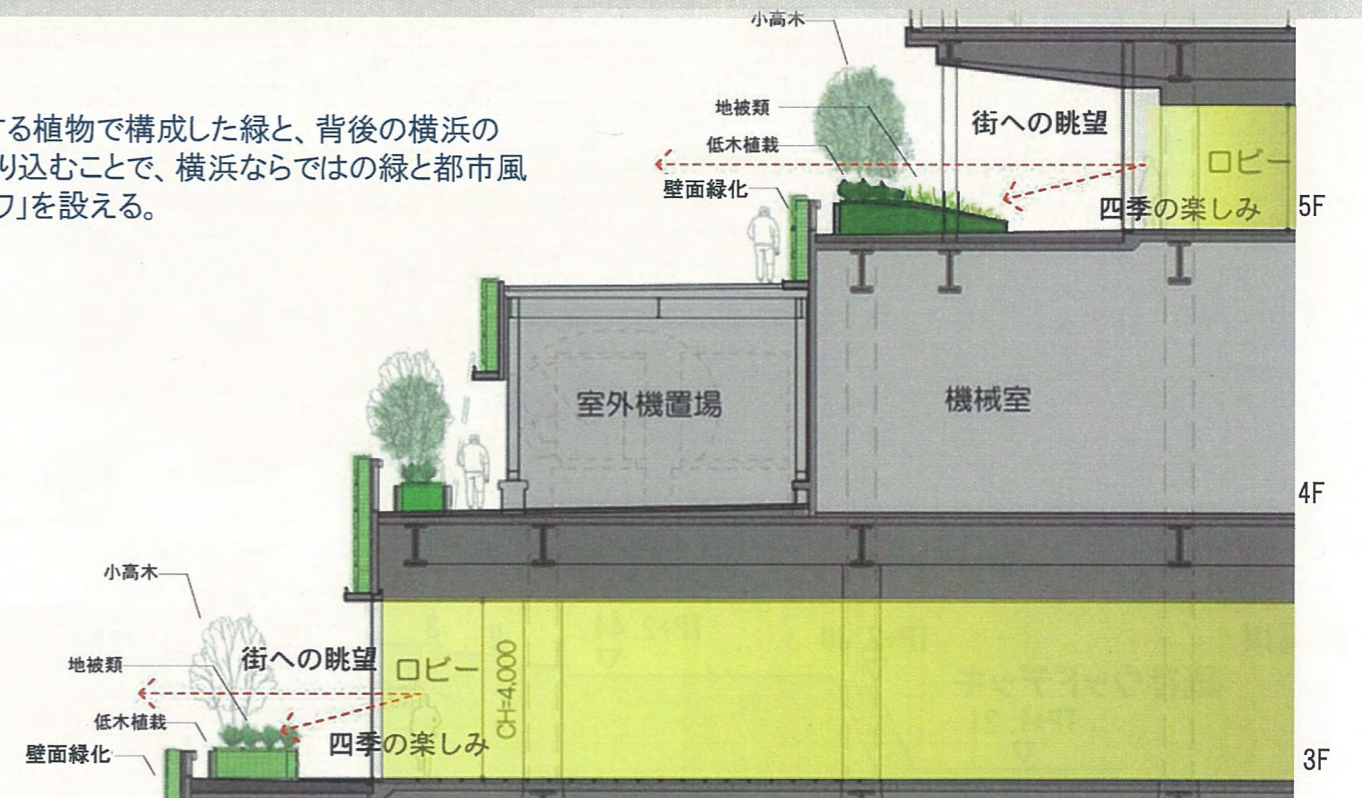 小高木
する植物で構成した緑と、背後の横浜の
り込むことで、横浜ならではの緑と都市風
フ」を設える。
地被類
低木植栽
壁面緑化
街への眺望
ロビー
四季の楽しみ
5F
室外機置場
機械室
4F
小高木
地被類
低木植栽
壁面緑化
街への眺望
ロビー
CH=4,000
四季の楽しみ
3F